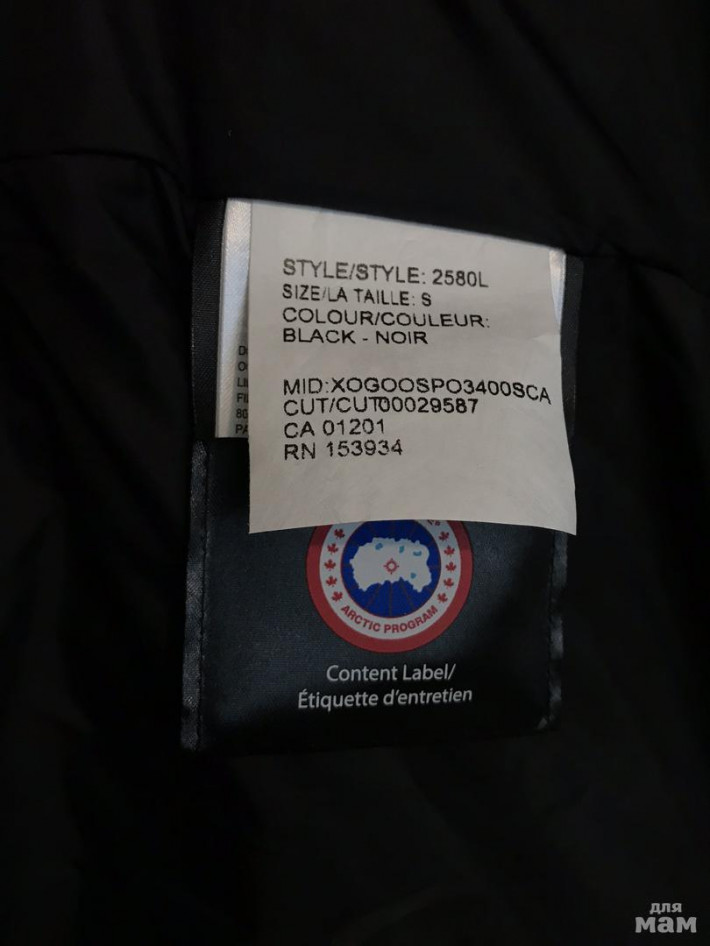 STYLE/STYLE: 2580L
SIZE/LA TAILLE: S
COLOUR/COULEUR:
BLACK - NOIR
MID:XOGOOSPO3400SCA
CUT/CUT00029587
CA 01201
RN 153934
ARCTIC PROGRAM
Content Label/
Étiquette d'entretien
для
мам